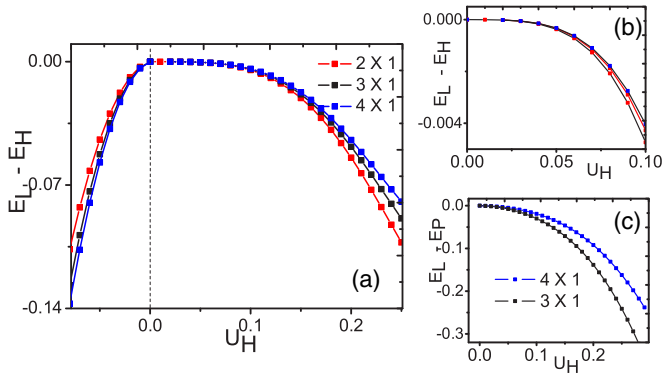 0.00
-0.07
-0.14
E_L - E_H
2 X 1
3 X 1
4 X 1
(a)
0.0
0.1
0.2
U_H
0.000
-0.004
E_L - E_H
(b)
0.00
0.05
0.10
U_H
0.0
-0.1
-0.2
-0.3
E_L - E_P
(c)
4 X 1
3 X 1
0.0
0.1
0.2
U_H